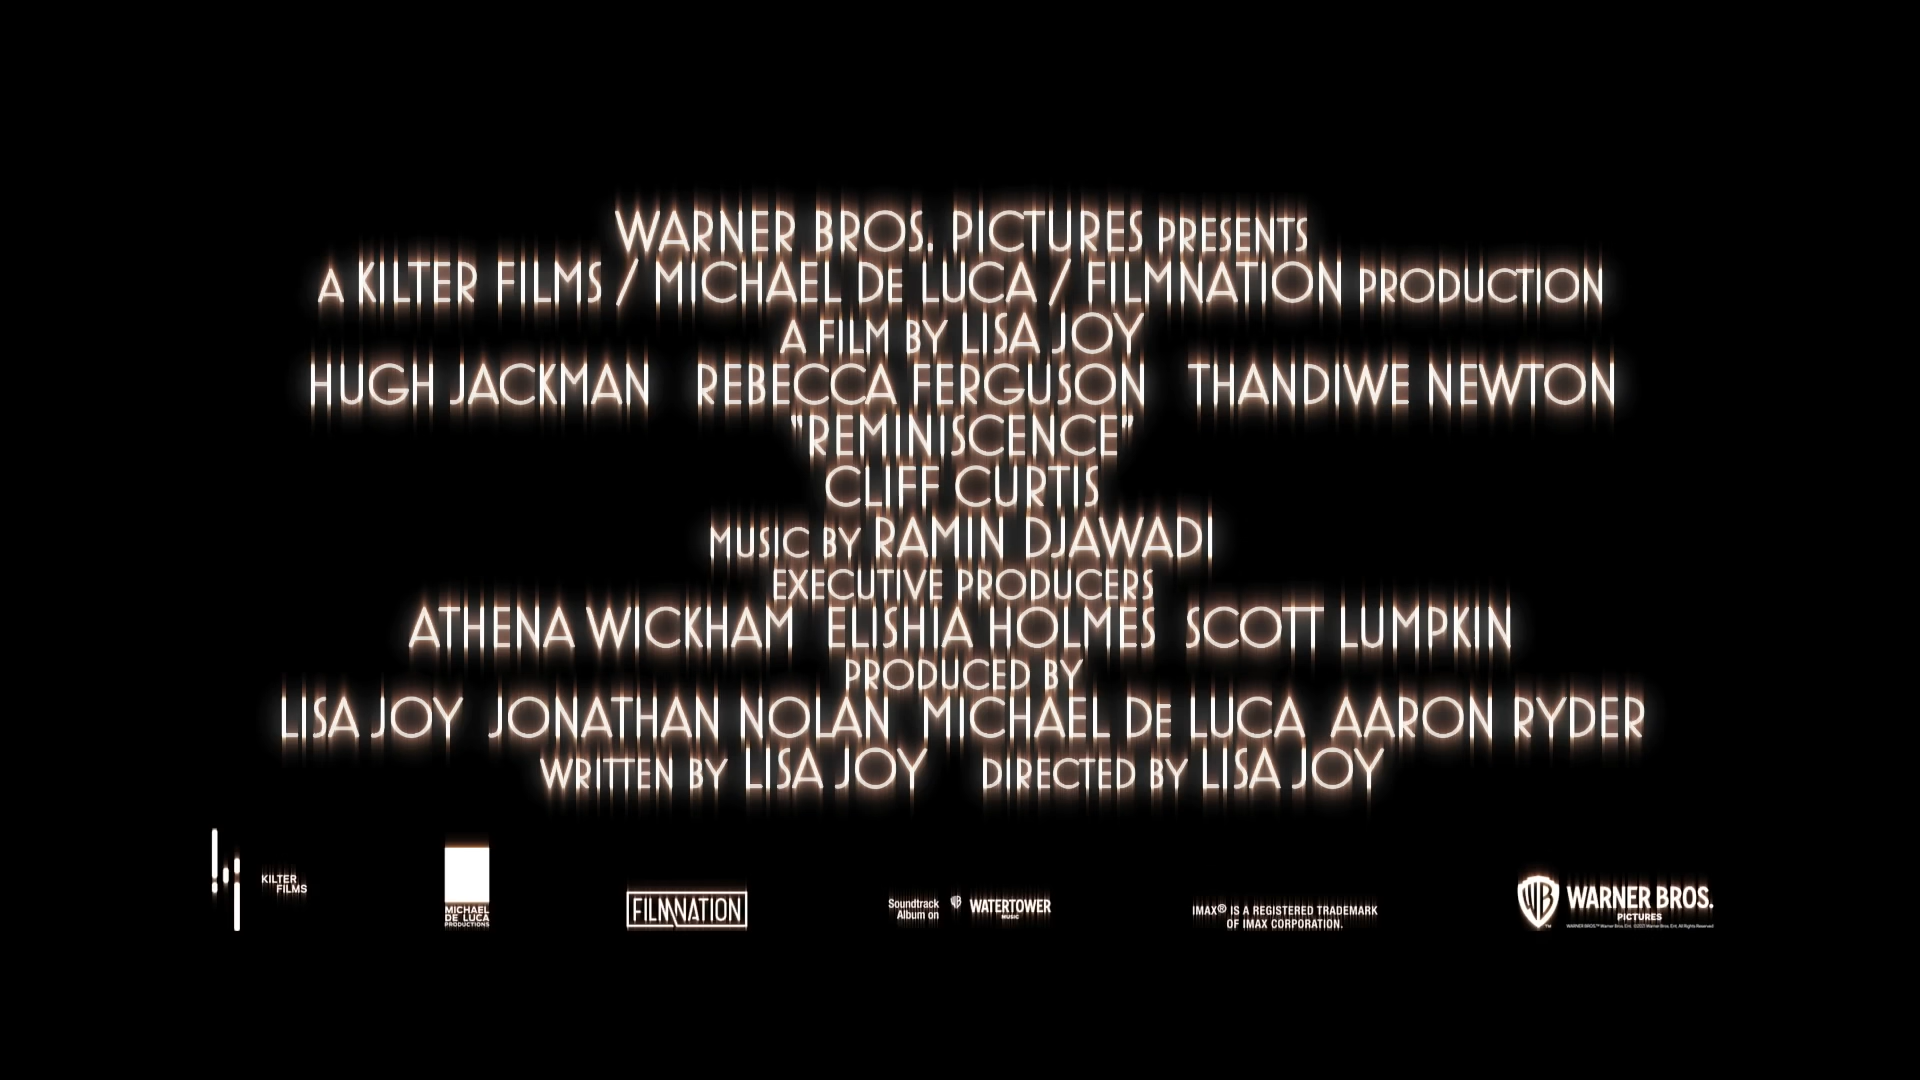 WARNER BROS. PICTURES PRESENTS
A KILTER FILMS / MICHAEL DE LUCA / FILMNATION PRODUCTION
A FILM BY LISA JOY
HUGH JACKMAN REBECCA FERGUSON THANDIWE NEWTON
"REMINISCENCE"
CLIFF CURTIS
MUSIC BY RAMIN DJAWADI
EXECUTIVE PRODUCERS
ATHENA WICKHAM ELISHIA HOLMES SCOTT LUMPKIN
PRODUCED BY
LISA JOY JONATHAN NOLAN MICHAEL DE LUCA AARON RYDER
WRITTEN BY LISA JOY DIRECTED BY LISA JOY
KILTER
FILMS
MICHAEL
DE LUCA
PRODUCTIONS
FILMNATION
Soundtrack
Album on
WB WATERTOWER
MUSIC
IMAX® IS A REGISTERED TRADEMARK
OF IMAX CORPORATION.
WB WARNER BROS.
PICTURES